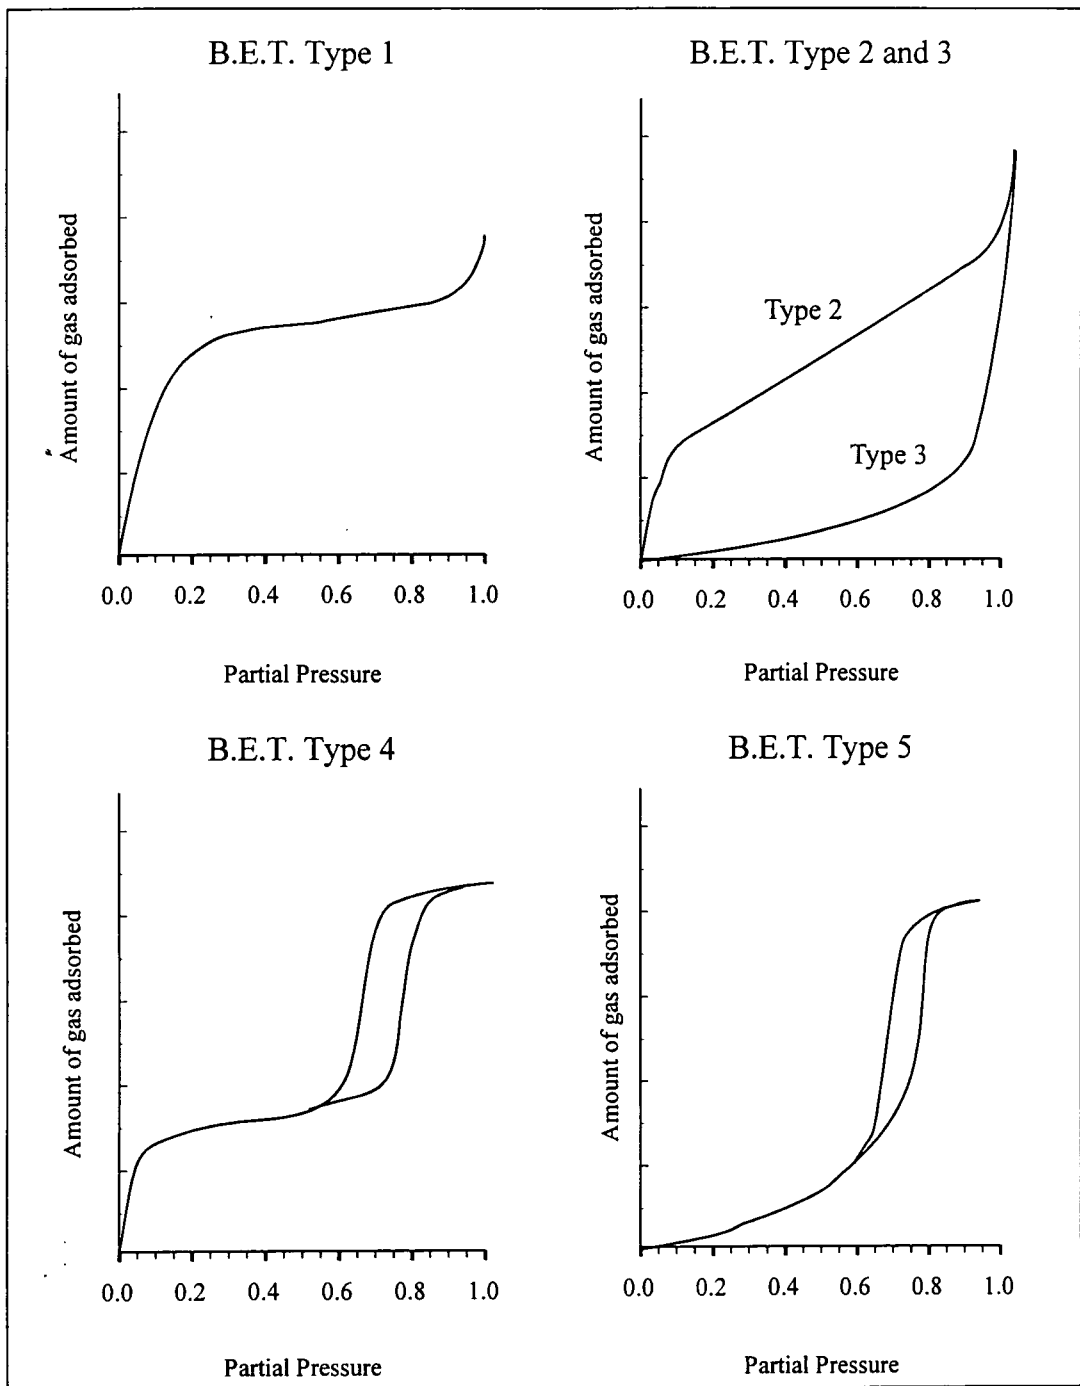 B.E.T. Type 1
Amount of gas adsorbed
0.0 0.2 0.4 0.6 0.8 1.0
Partial Pressure
B.E.T. Type 2 and 3
Amount of gas adsorbed
Type 2
Type 3
0.0 0.2 0.4 0.6 0.8 1.0
Partial Pressure
B.E.T. Type 4
Amount of gas adsorbed
0.0 0.2 0.4 0.6 0.8 1.0
Partial Pressure
B.E.T. Type 5
Amount of gas adsorbed
0.0 0.2 0.4 0.6 0.8 1.0
Partial Pressure